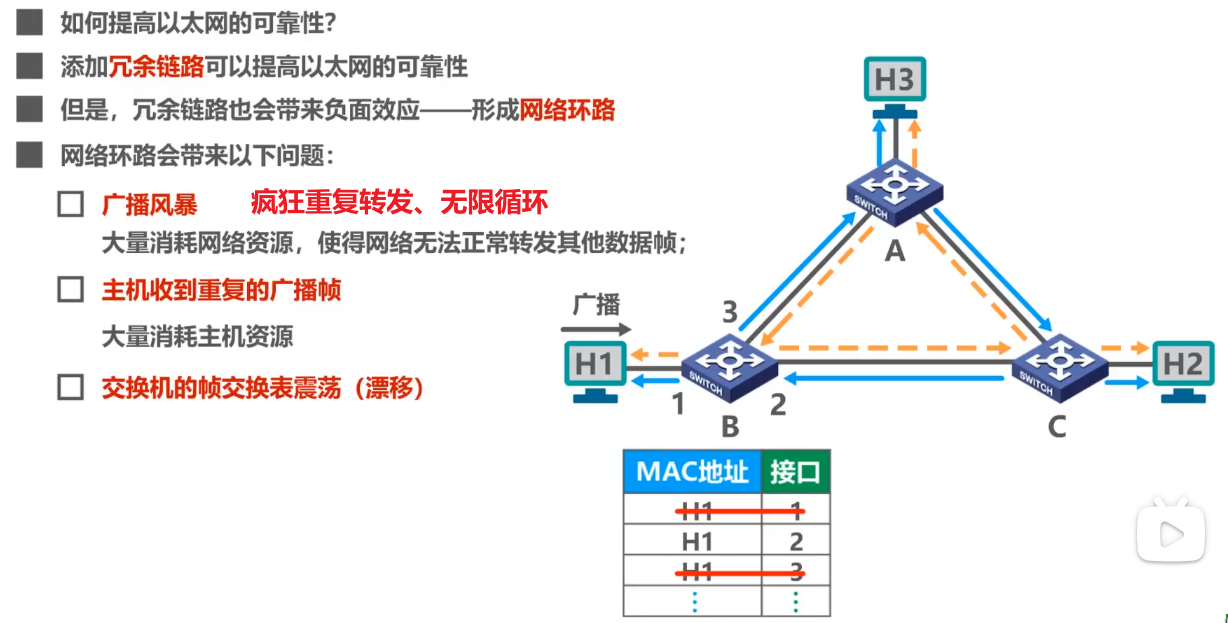 如何提高以太网的可靠性?
添加冗余链路可以提高以太网的可靠性
但是，冗余链路也会带来负面效应——形成网络环路
网络环路会带来以下问题：
广播风暴 疯狂重复转发、无限循环
大量消耗网络资源，使得网络无法正常转发其他数据帧；
主机收到重复的广播帧
大量消耗主机资源
交换机的帧交换表震荡（漂移）
H3
SWITCH
A
广播
3
H1
SWITCH
SWITCH
H2
1
2
B
C
MAC地址 接口
H1 1
H1 2
H1 3
⋮ ⋮